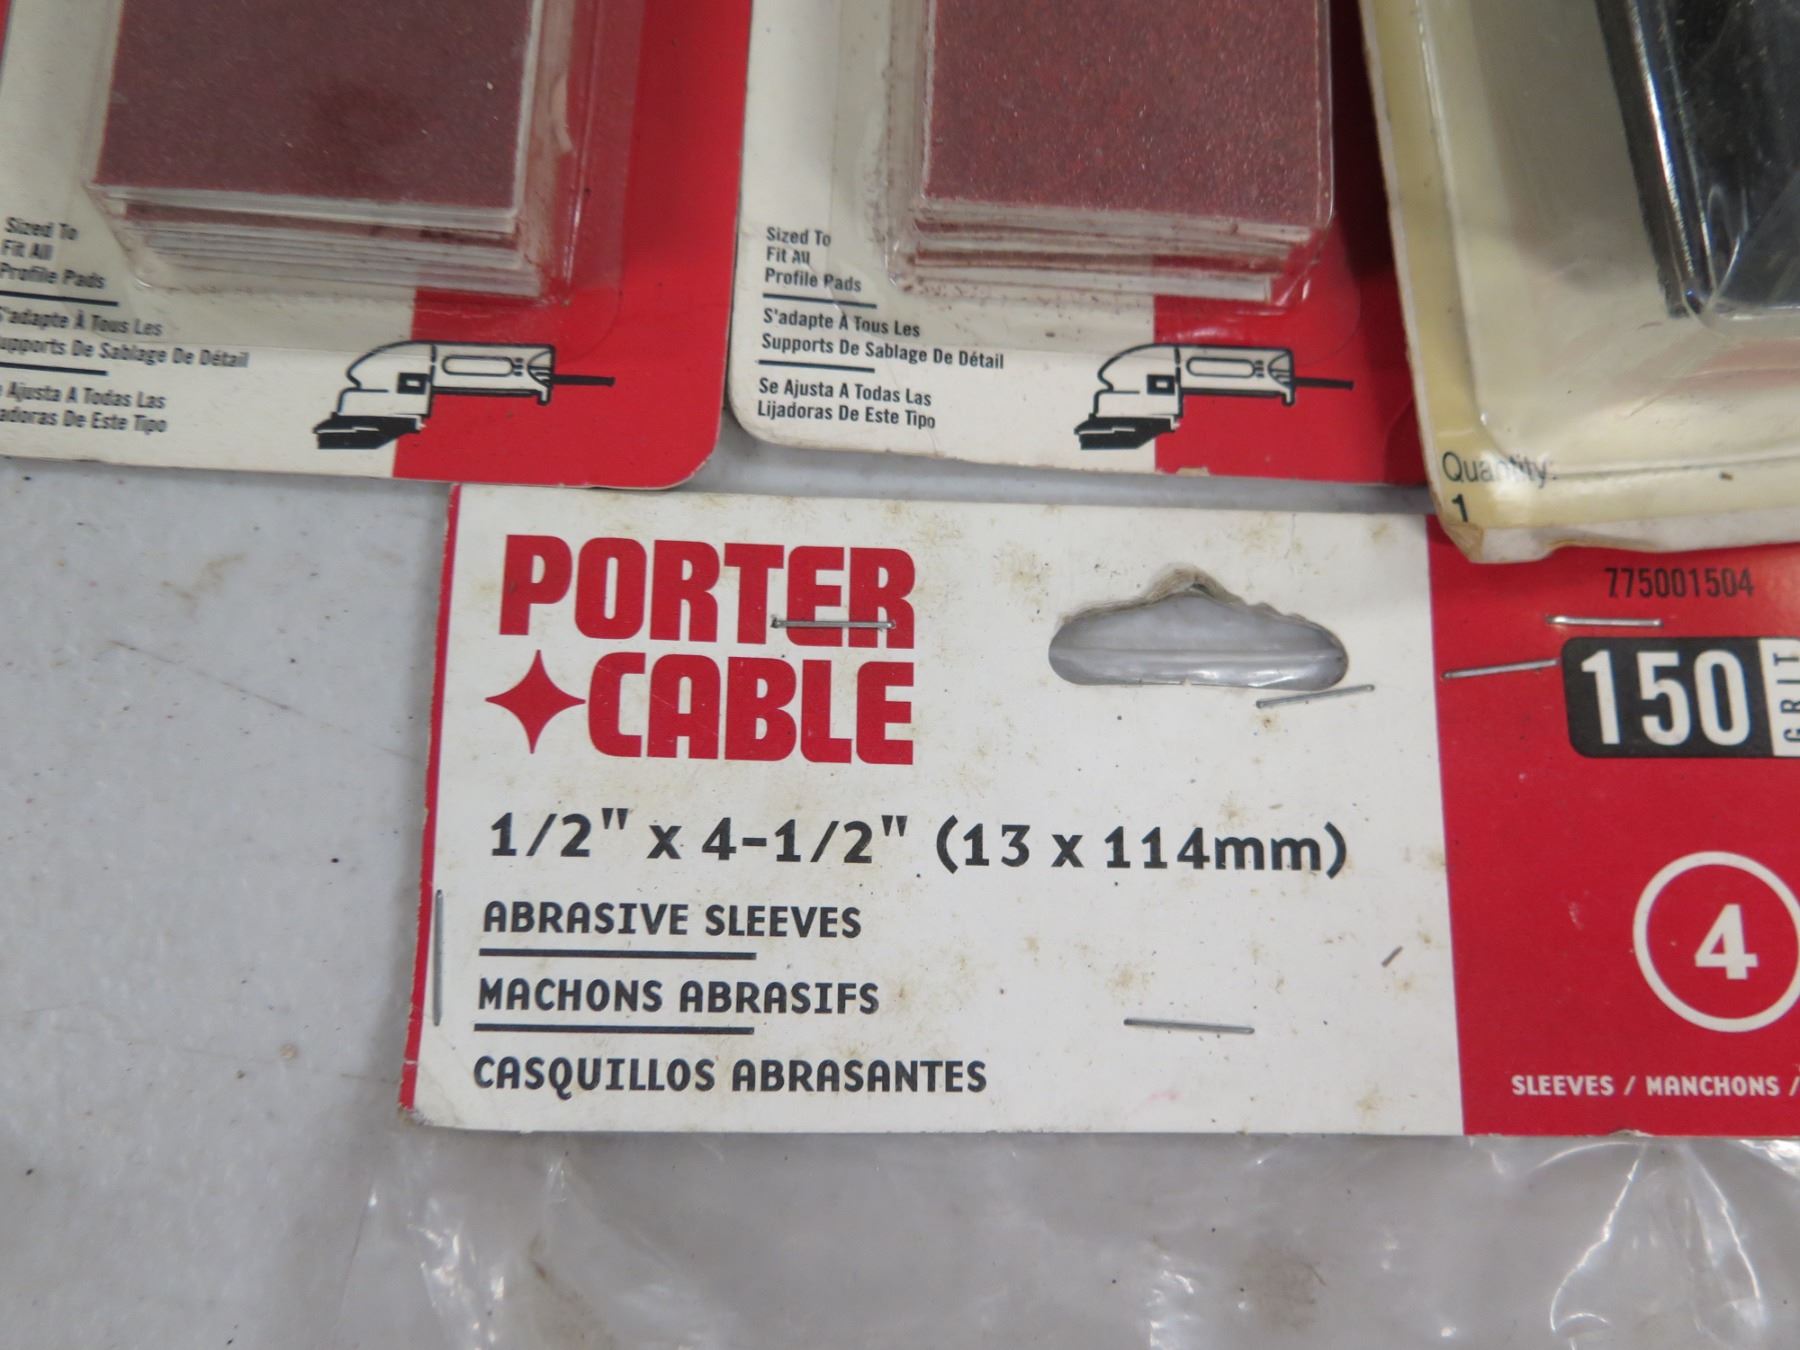 Sized To
Fit All
Profile Pads
S'adapte À Tous Les
Supports De Sablage De Détail
Ajusta A Todas Las
De Este Tipo
Sized To
Fit All
Profile Pads
S'adapte À Tous Les
Supports De Sablage De Détail
Se Ajusta A Todas Las
Lijadoras De Este Tipo
Quantity:
1
PORTER
CABLE
1/2" x 4-1/2" (13 x 114mm)
ABRASIVE SLEEVES
MACHONS ABRASIFS
CASQUILLOS ABRASANTES
775001504
150 GRIT
4
SLEEVES / MANCHONS /